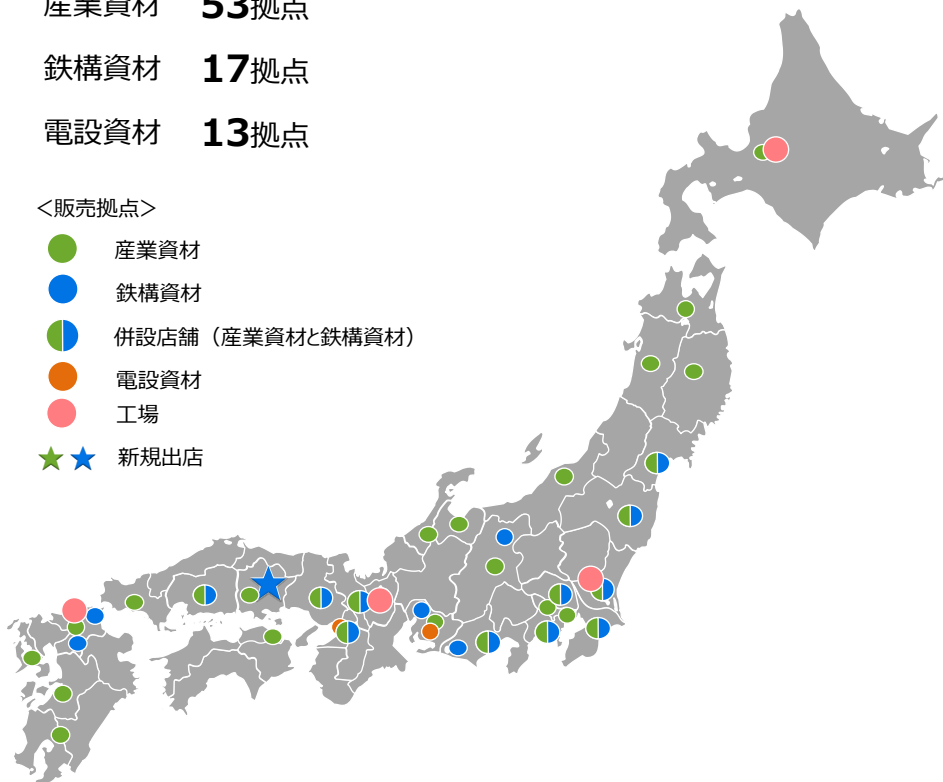 産業資材 53拠点
鉄構資材 17拠点
電設資材 13拠点
＜販売拠点＞
産業資材
鉄構資材
併設店舗（産業資材と鉄構資材）
電設資材
工場
新規出店